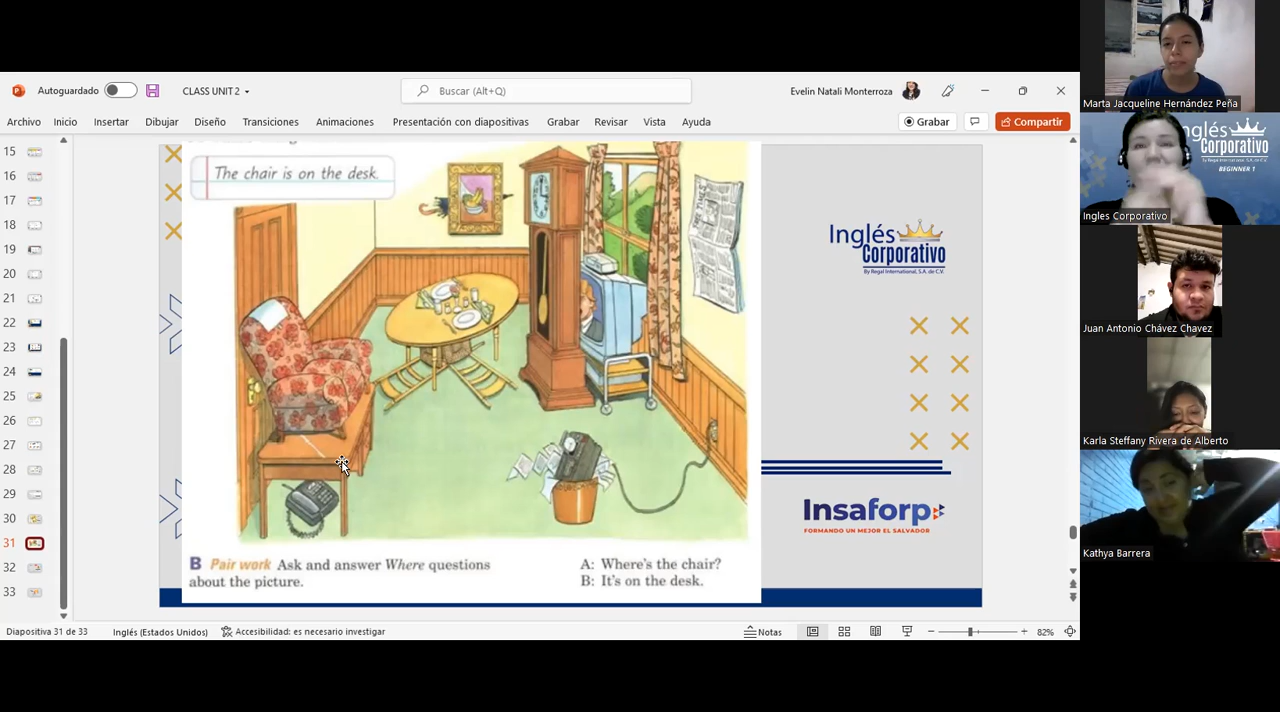 Autoguardado
CLASS UNIT 2
Buscar (Alt+Q)
Evelin Natali Monterroza
Archivo Inicio Insertar Dibujar Diseño Transiciones Animaciones Presentación con diapositivas Grabar Revisar Vista Ayuda
Grabar
Compartir
15
16
17
18
19
20
21
22
23
24
25
26
27
28
29
30
31
32
33
The chair is on the desk.
B Pair work Ask and answer Where questions
about the picture.
A: Where's the chair?
B: It's on the desk.
Inglés
Corporativo
By Regal International, S.A. de C.V.
Insaforp
FORMANDO UN MEJOR EL SALVADOR
Diapositiva 31 de 33
Inglés (Estados Unidos)
Accesibilidad: es necesario investigar
Notas
82%
Marta Jacqueline Hernández Peña
nglés
Corporativo
By Regal International, S.A. de C.V.
BEGINNER 1
Ingles Corporativo
Juan Antonio Chávez Chavez
Karla Steffany Rivera de Alberto
Kathya Barrera